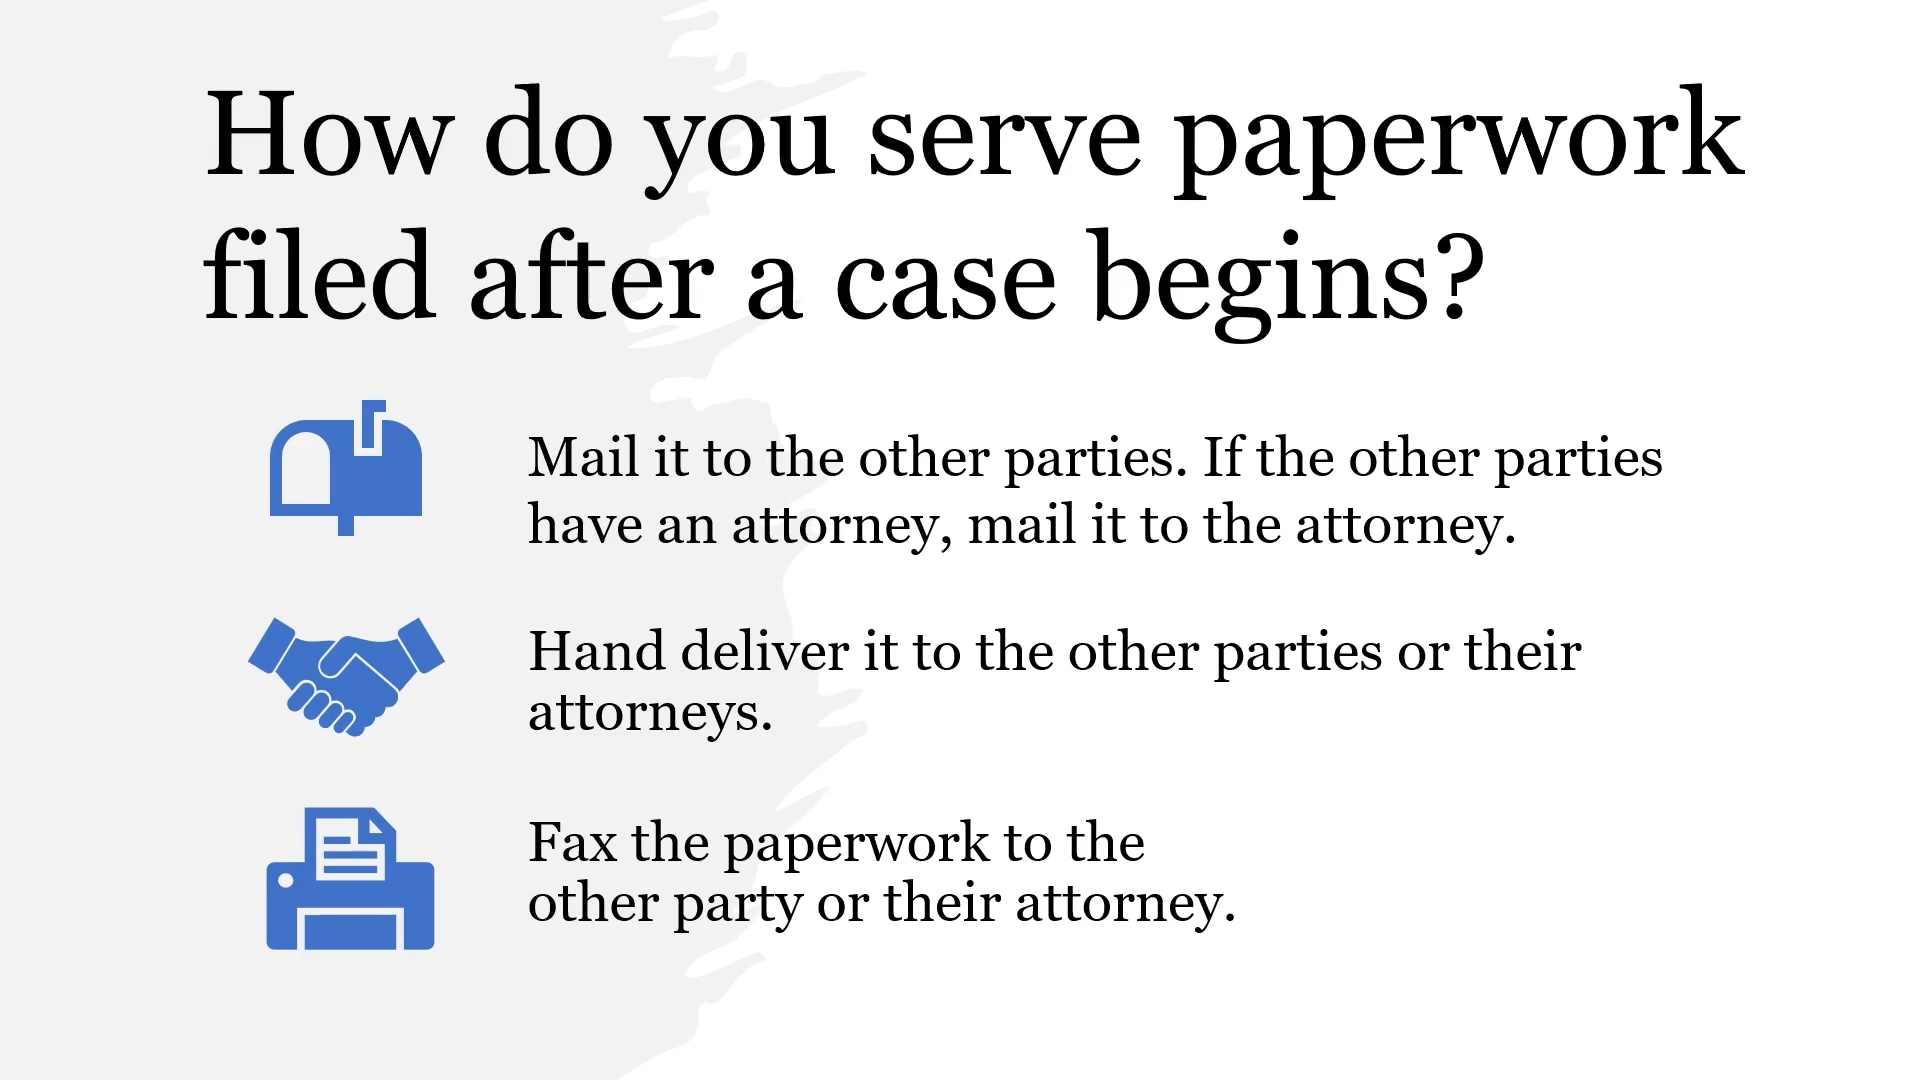 How do you serve paperwork
filed after a case begins?
Mail it to the other parties. If the other parties
have an attorney, mail it to the attorney.
Hand deliver it to the other parties or their
attorneys.
Fax the paperwork to the
other party or their attorney.